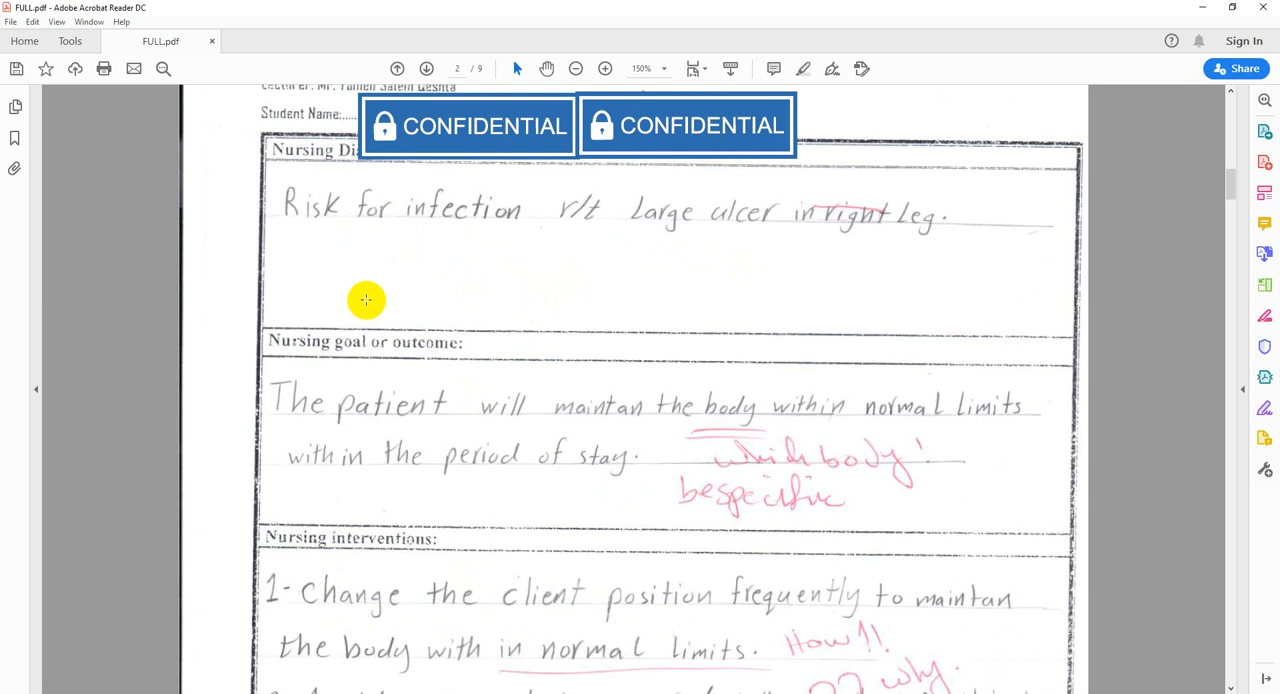 FULL.pdf - Adobe Acrobat Reader DC
File Edit View Window Help
Home Tools FULL.pdf × Sign In
2 / 9 150% Share
Student Name:.....
CONFIDENTIAL CONFIDENTIAL
Nursing
Risk for infection r/t Large ulcer in right Leg.
Nursing goal or outcome:
The patient will maintan the body within normal limits
within the period of stay. which body!
be specific
Nursing interventions:
1- Change the client position frequently to maintan
the body with in normal limits. How!!
?? why.